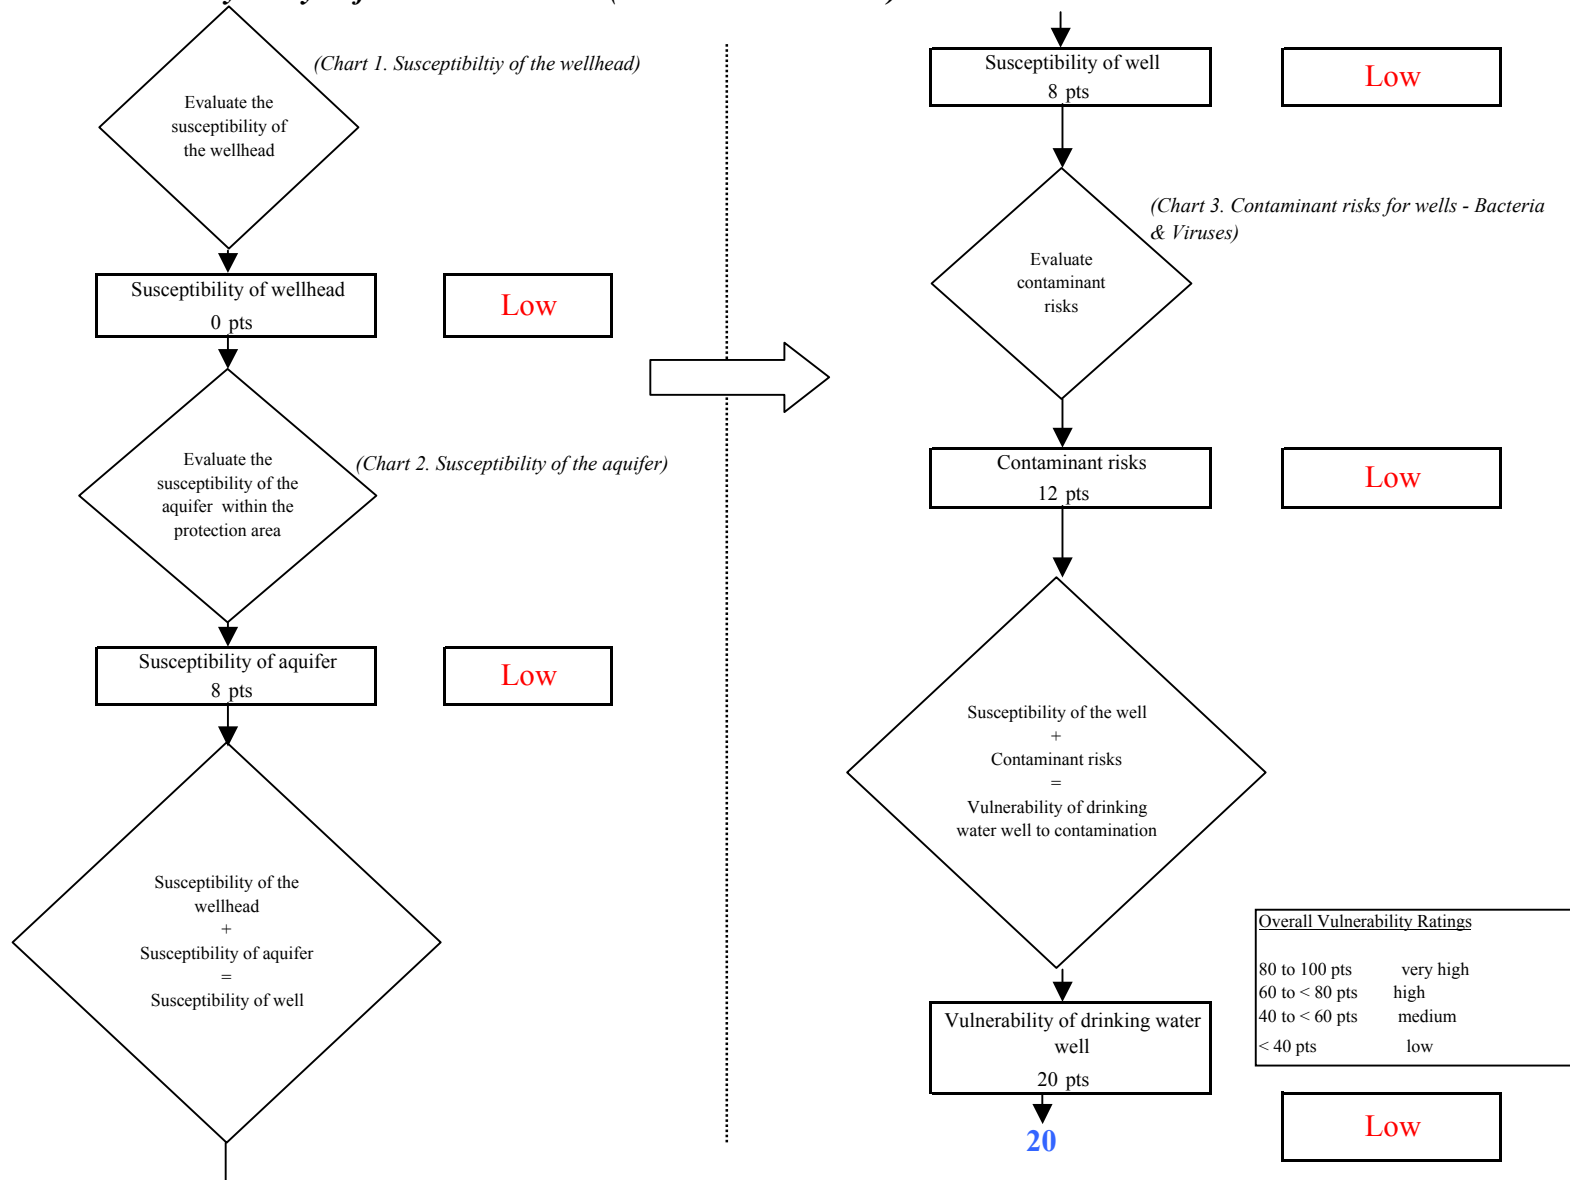 (Chart 1. Susceptibiltiy of the wellhead)
Evaluate the
susceptibility of
the wellhead
Susceptibility of wellhead
0 pts
Low
Evaluate the
susceptibility of the
aquifer within the
protection area
(Chart 2. Susceptibility of the aquifer)
Susceptibility of aquifer
8 pts
Low
Susceptibility of the
wellhead
+
Susceptibility of aquifer
=
Susceptibility of well
Susceptibility of well
8 pts
Low
(Chart 3. Contaminant risks for wells - Bacteria
& Viruses)
Evaluate
contaminant
risks
Contaminant risks
12 pts
Low
Susceptibility of the well
+
Contaminant risks
=
Vulnerability of drinking
water well to contamination
Overall Vulnerability Ratings
80 to 100 pts very high
60 to < 80 pts high
40 to < 60 pts medium
< 40 pts low
Vulnerability of drinking water
well
20 pts
20
Low